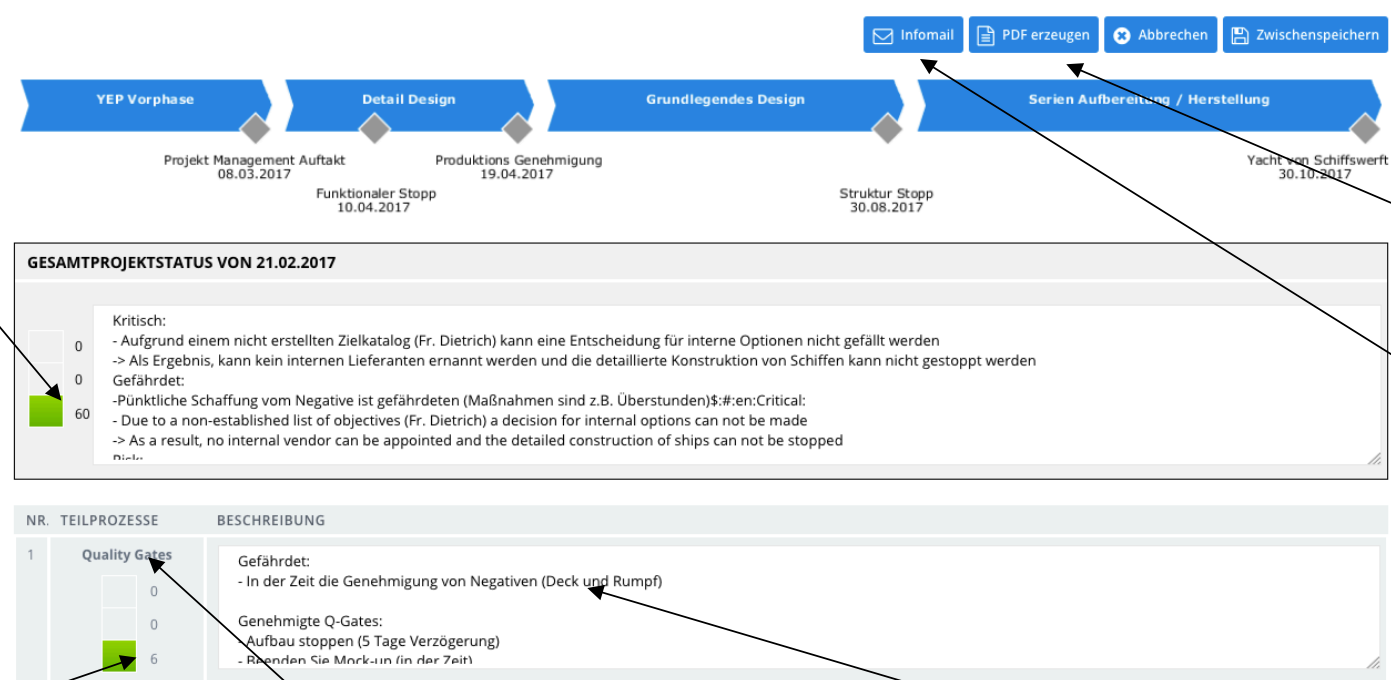 Infomail
PDF erzeugen
Abbrechen
Zwischenspeichern
YEP Vorphase
Detail Design
Grundlegendes Design
Serien Aufbereitung / Herstellung
Projekt Management Auftakt
08.03.2017
Produktions Genehmigung
19.04.2017
Yacht von Schiffswerft
30.10.2017
Funktionaler Stopp
10.04.2017
Struktur Stopp
30.08.2017
GESAMTPROJEKTSTATUS VON 21.02.2017
0
0
60
Kritisch:
- Aufgrund einem nicht erstellten Zielkatalog (Fr. Dietrich) kann eine Entscheidung für interne Optionen nicht gefällt werden
-> Als Ergebnis, kann kein internen Lieferanten ernannt werden und die detaillierte Konstruktion von Schiffen kann nicht gestoppt werden
Gefährdet:
-Pünktliche Schaffung vom Negative ist gefährdeten (Maßnahmen sind z.B. Überstunden)$:#:en:Critical:
- Due to a non-established list of objectives (Fr. Dietrich) a decision for internal options can not be made
-> As a result, no internal vendor can be appointed and the detailed construction of ships can not be stopped
Risk:
NR. TEILPROZESSE BESCHREIBUNG
1 Quality Gates
0
0
6
Gefährdet:
- In der Zeit die Genehmigung von Negativen (Deck und Rumpf)
Genehmigte Q-Gates:
- Aufbau stoppen (5 Tage Verzögerung)
- Beenden Sie Mock-up (in der Zeit)